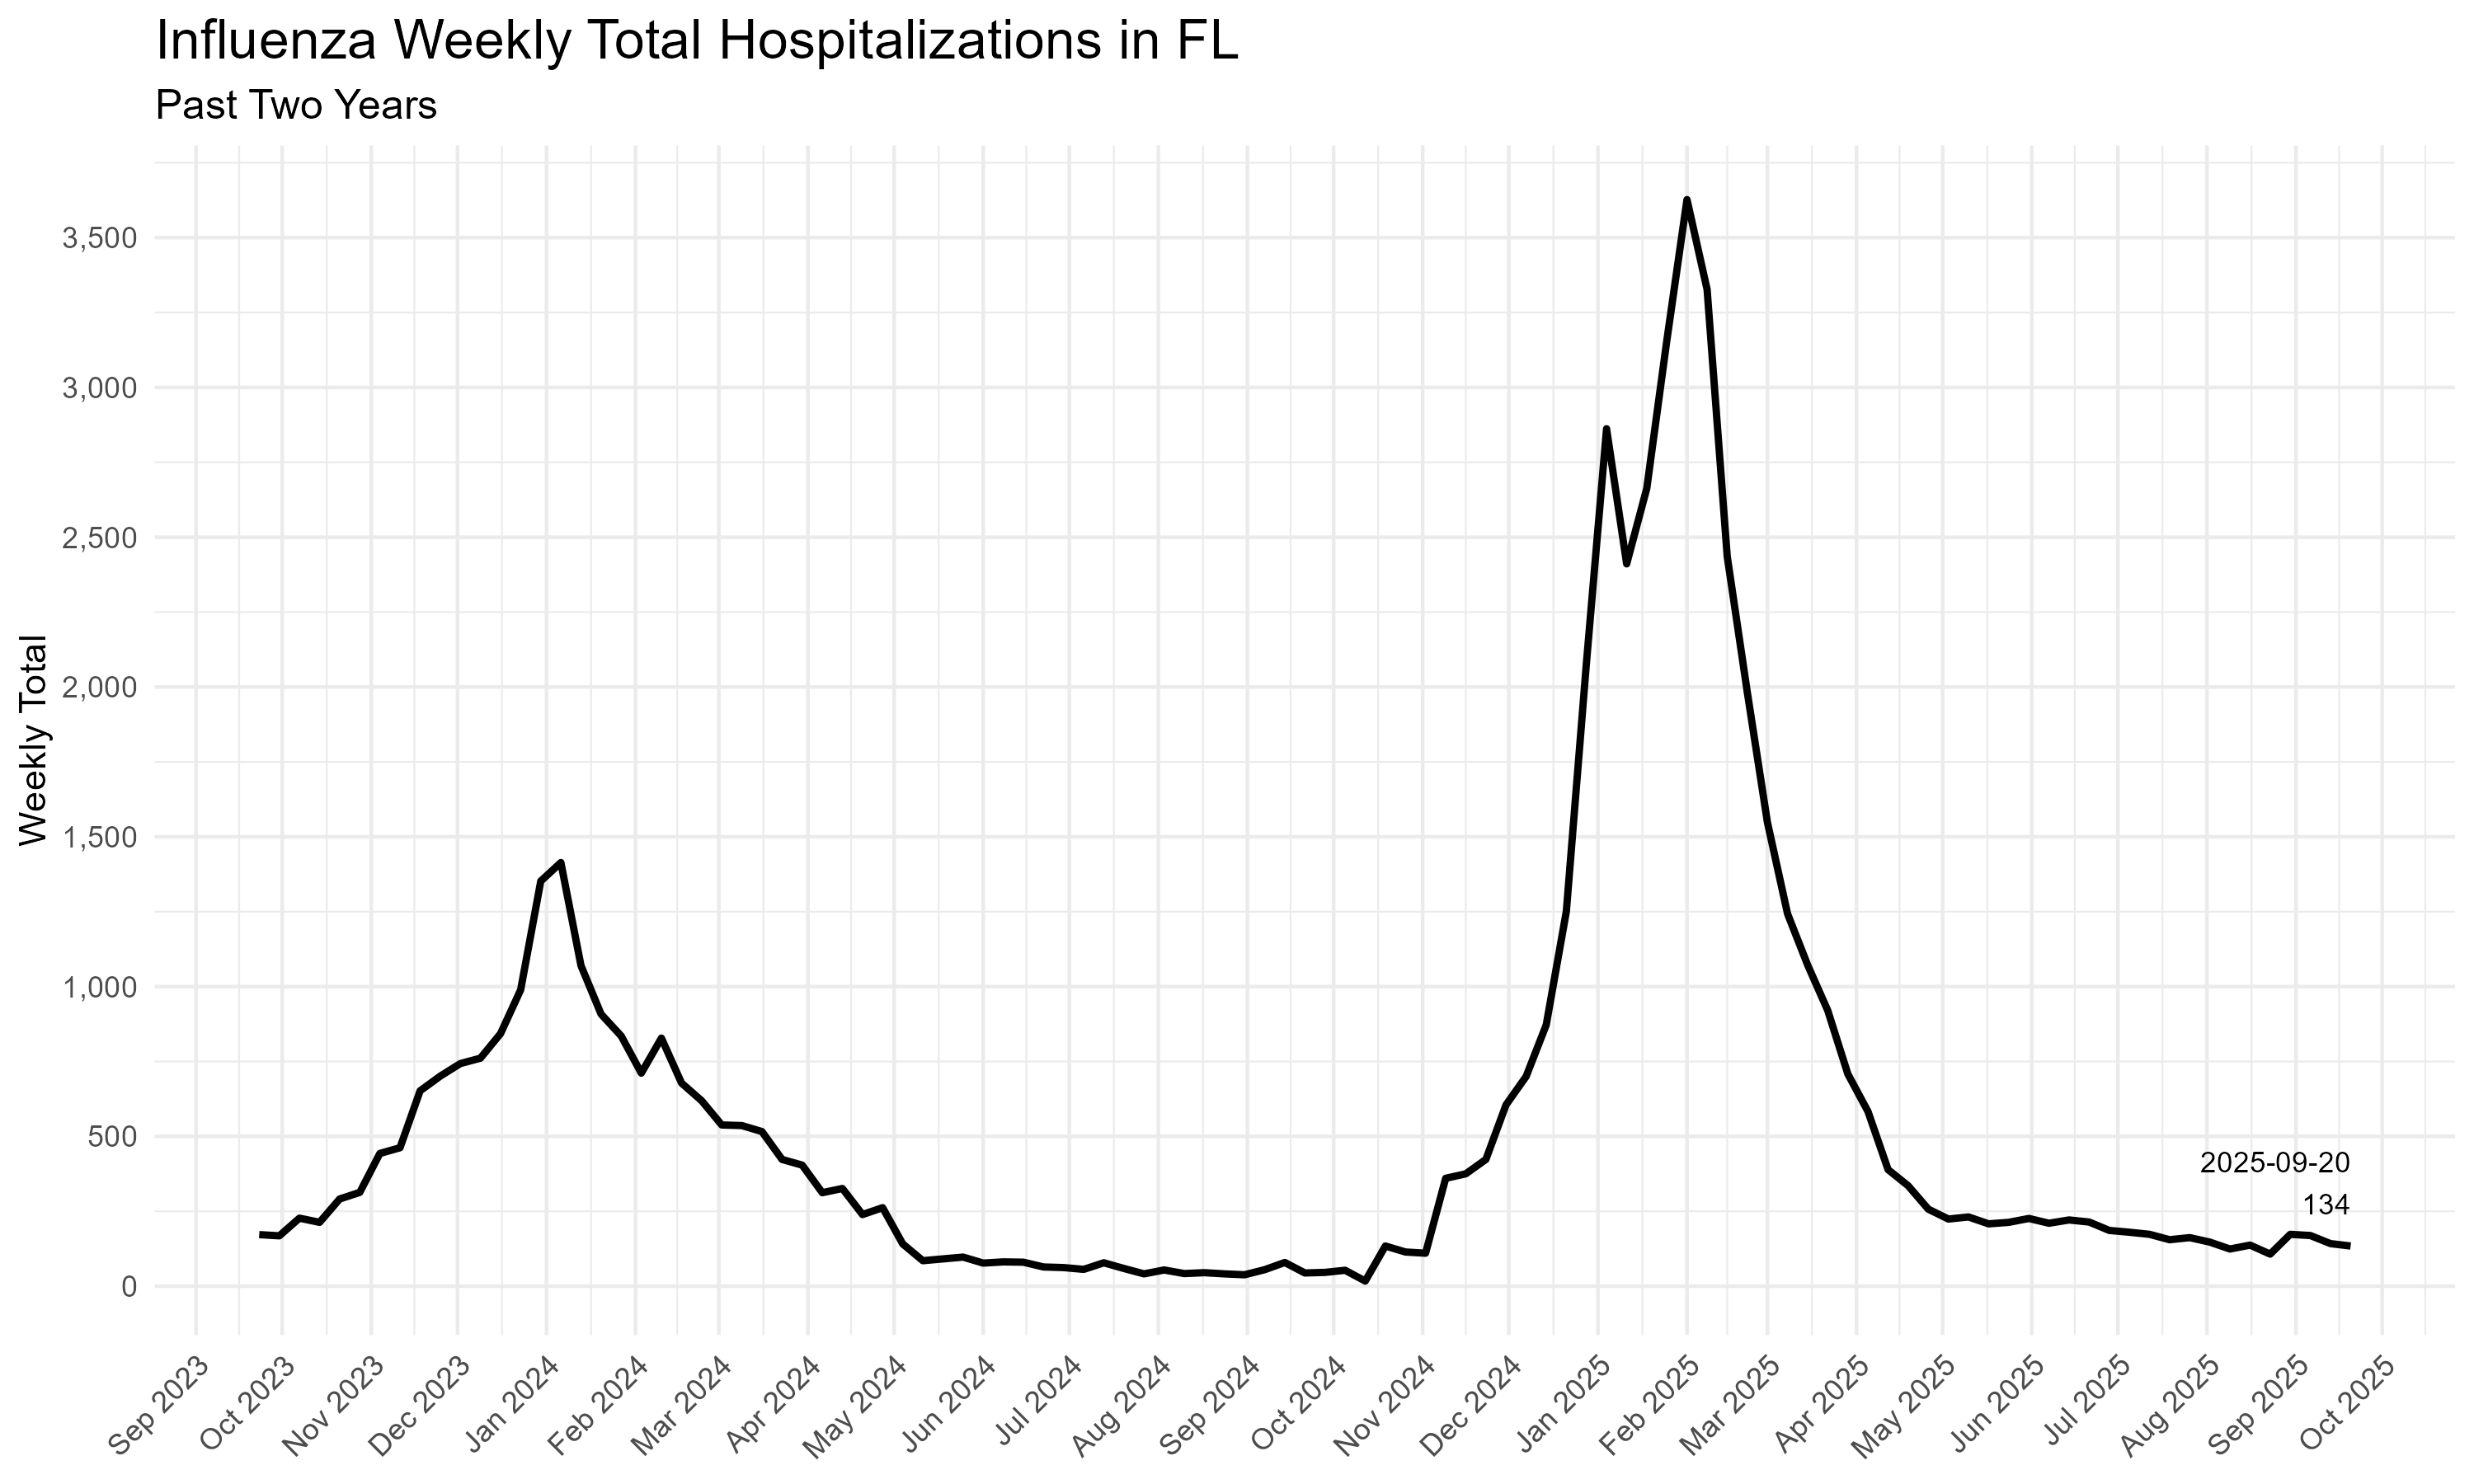 Influenza Weekly Total Hospitalizations in FL
Past Two Years
Weekly Total
3,500
3,000
2,500
2,000
1,500
1,000
500
0
2025-09-20
134
Sep 2023
Oct 2023
Nov 2023
Dec 2023
Jan 2024
Feb 2024
Mar 2024
Apr 2024
May 2024
Jun 2024
Jul 2024
Aug 2024
Sep 2024
Oct 2024
Nov 2024
Dec 2024
Jan 2025
Feb 2025
Mar 2025
Apr 2025
May 2025
Jun 2025
Jul 2025
Aug 2025
Sep 2025
Oct 2025